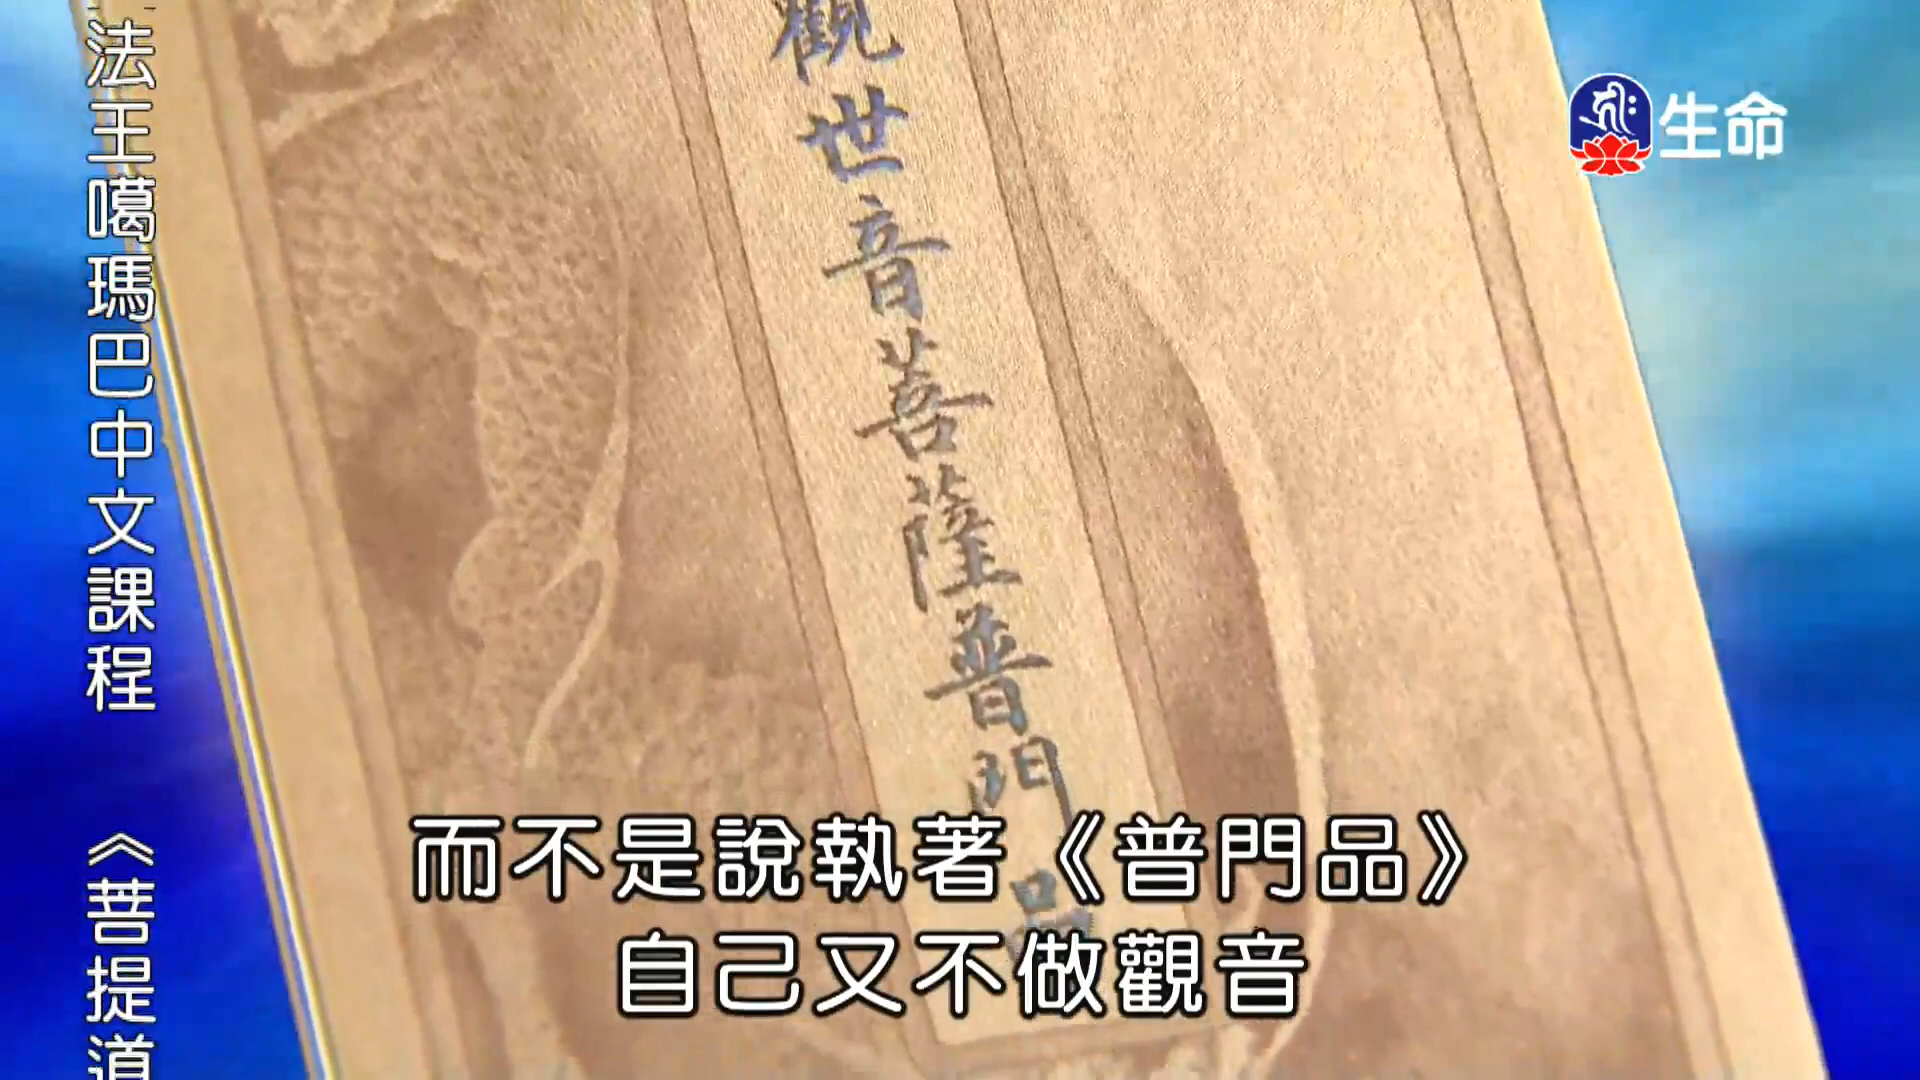 法王噶瑪巴中文課程 《菩提道
觀世音菩薩普門品
生命
而不是說執著《普門品》
自己又不做觀音